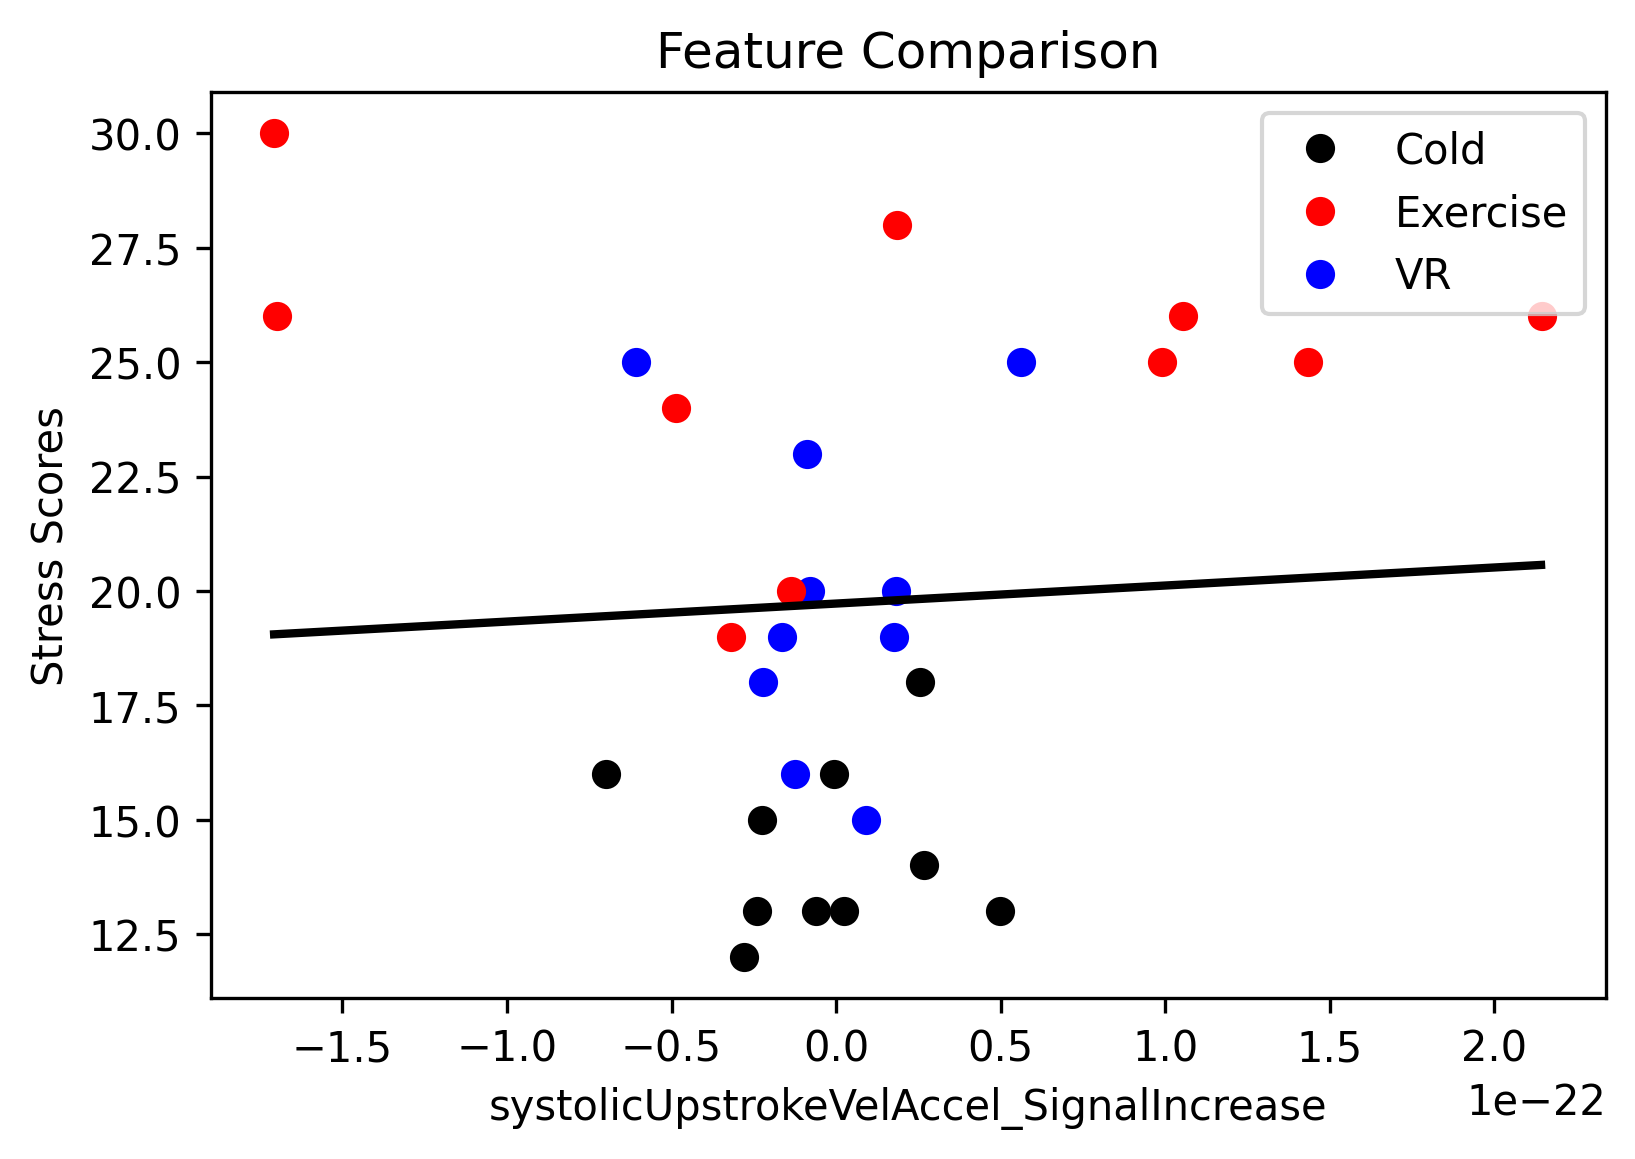 Feature Comparison
Cold
Exercise
VR
30.0
27.5
25.0
22.5
20.0
17.5
15.0
12.5
Stress Scores
−1.5 −1.0 −0.5 0.0 0.5 1.0 1.5 2.0
1e−22
systolicUpstrokeVelAccel_SignalIncrease